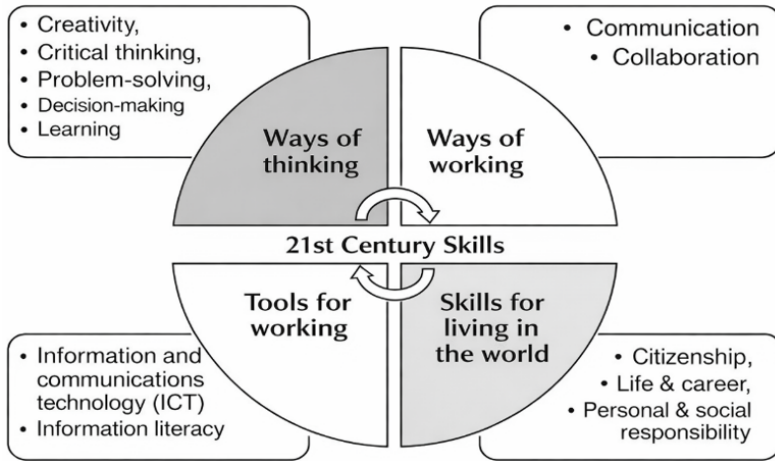 • Creativity,
• Critical thinking,
• Problem-solving,
• Decision-making
• Learning
• Communication
• Collaboration
Ways of
thinking
Ways of
working
21st Century Skills
Tools for
working
Skills for
living in
the world
• Information and
communications
technology (ICT)
• Information literacy
• Citizenship,
• Life & career,
• Personal & social
responsibility